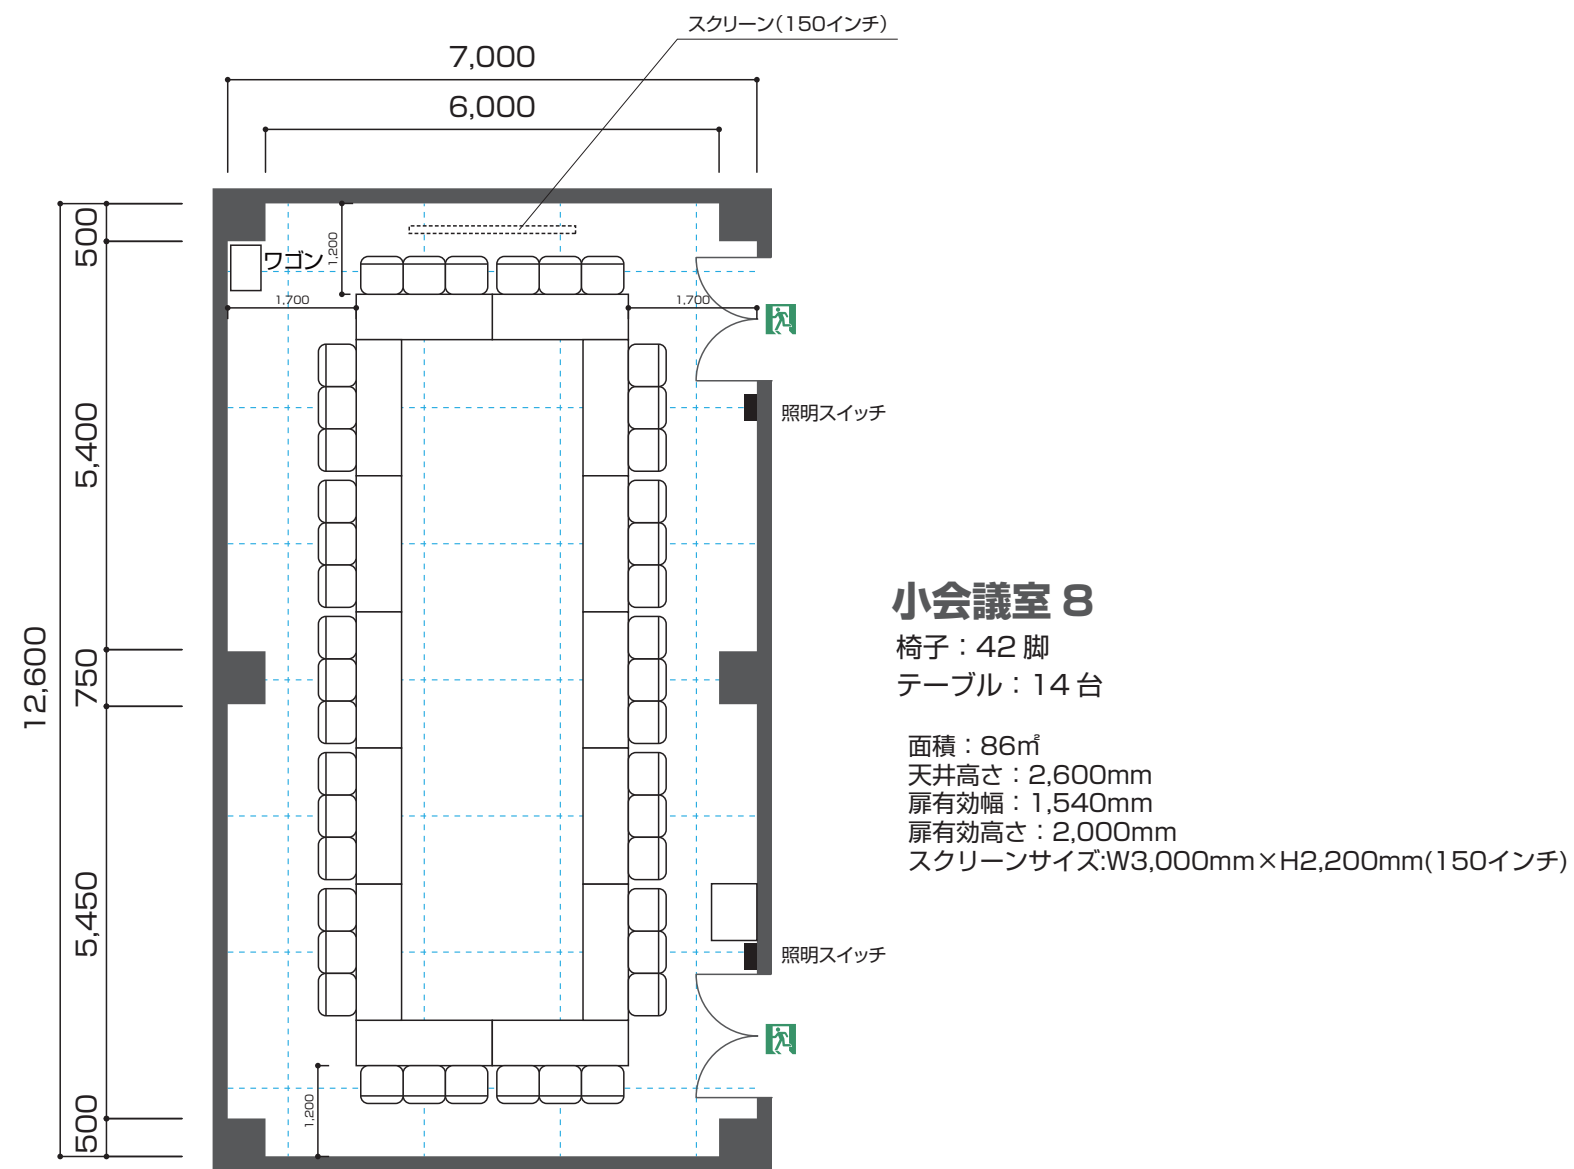 スクリーン(150インチ)
7,000
6,000
500
ワゴン
1,200
1,700
1,700
5,400
照明スイッチ
12,600
750
小会議室 8
椅子：42 脚
テーブル：14 台
面積：86㎡
天井高さ：2,600mm
扉有効幅：1,540mm
扉有効高さ：2,000mm
スクリーンサイズ:W3,000mm×H2,200mm(150インチ)
5,450
照明スイッチ
500
1,200